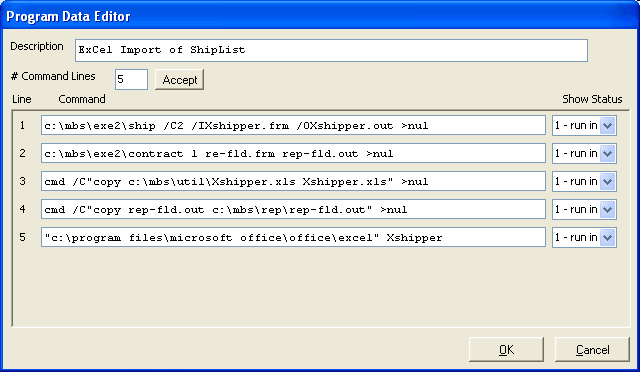 Program Data Editor
Description ExCel Import of ShipList
# Command Lines 5 Accept
Line Command Show Status
1 c:\mbs\exe2\ship /C2 /IXshipper.frm /OXshipper.out >nul 1 - run in
2 c:\mbs\exe2\contract 1 re-fld.frm rep-fld.out >nul 1 - run in
3 cmd /C"copy c:\mbs\util\Xshipper.xls Xshipper.xls" >nul 1 - run in
4 cmd /C"copy rep-fld.out c:\mbs\rep\rep-fld.out" >nul 1 - run in
5 "c:\program files\microsoft office\office\excel" Xshipper 1 - run in
OK Cancel